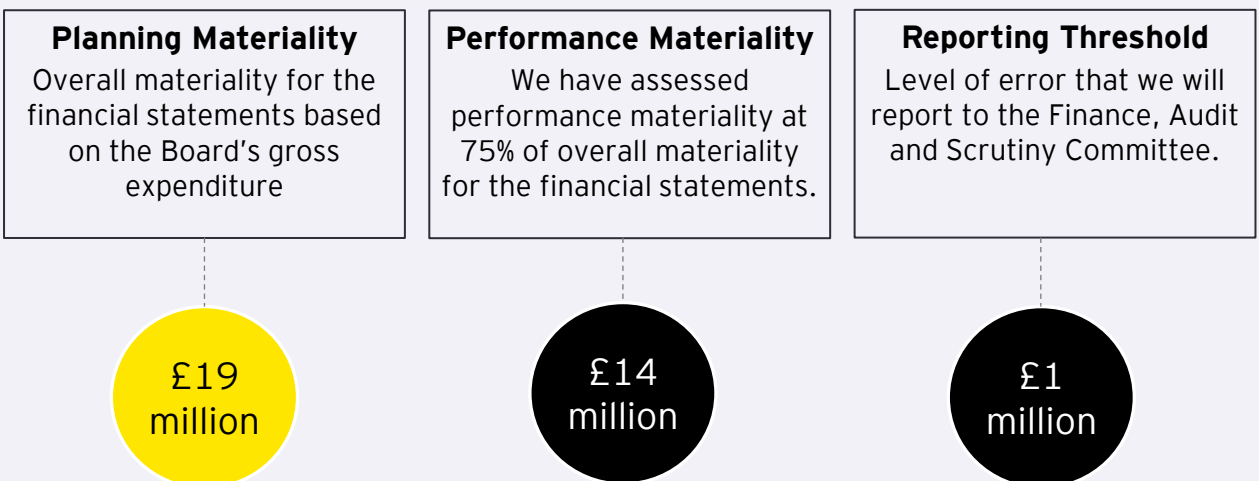 Planning Materiality
Overall materiality for the
financial statements based
on the Board's gross
expenditure
Performance Materiality
We have assessed
performance materiality at
75% of overall materiality
for the financial statements.
Reporting Threshold
Level of error that we will
report to the Finance, Audit
and Scrutiny Committee.
£19
million
£14
million
£1
million